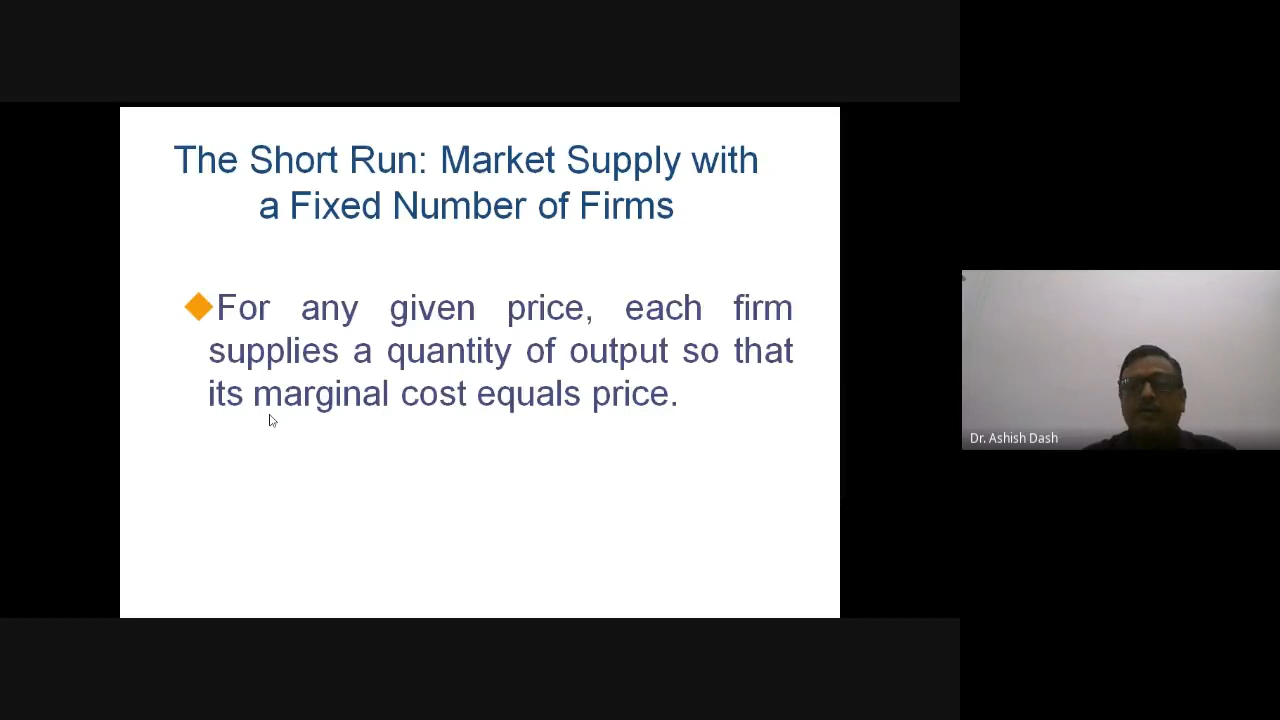 The Short Run: Market Supply with
a Fixed Number of Firms
For any given price, each firm
supplies a quantity of output so that
its marginal cost equals price.
Dr. Ashish Dash